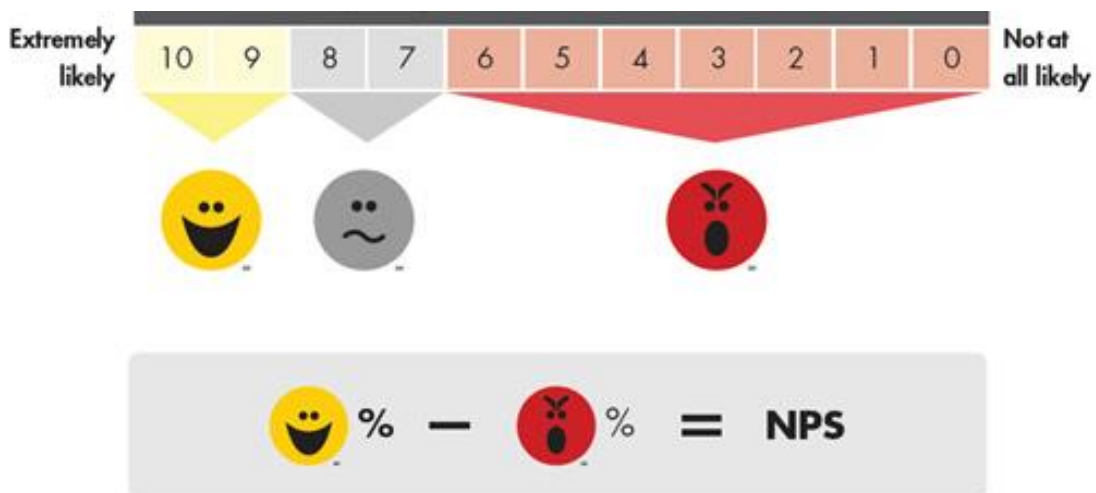 Extremely
likely
10 9 8 7 6 5 4 3 2 1 0
Not at
all likely
% – % = NPS